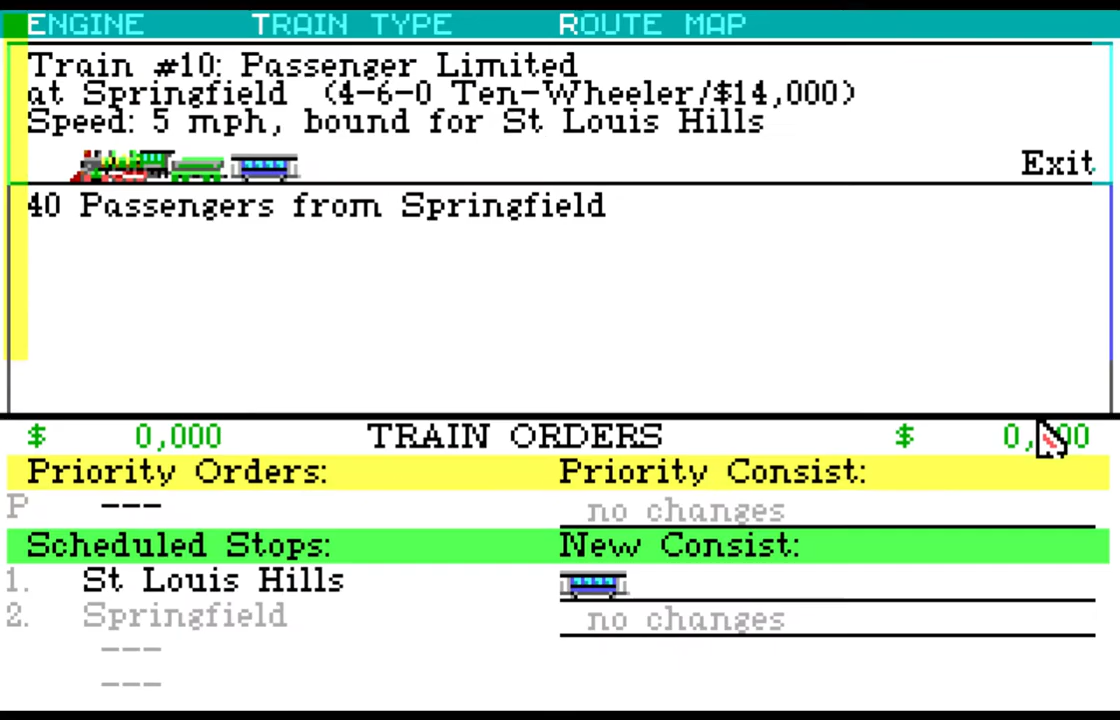 ENGINE TRAIN TYPE ROUTE MAP
Train #10: Passenger Limited
at Springfield (4-6-0 Ten-Wheeler/$14,000)
Speed: 5 mph, bound for St Louis Hills
Exit
40 Passengers from Springfield
$ 0,000 TRAIN ORDERS $
Priority Orders: Priority Consist:
P --- no changes
Scheduled Stops: New Consist:
1. St Louis Hills
2. Springfield no changes
---
---